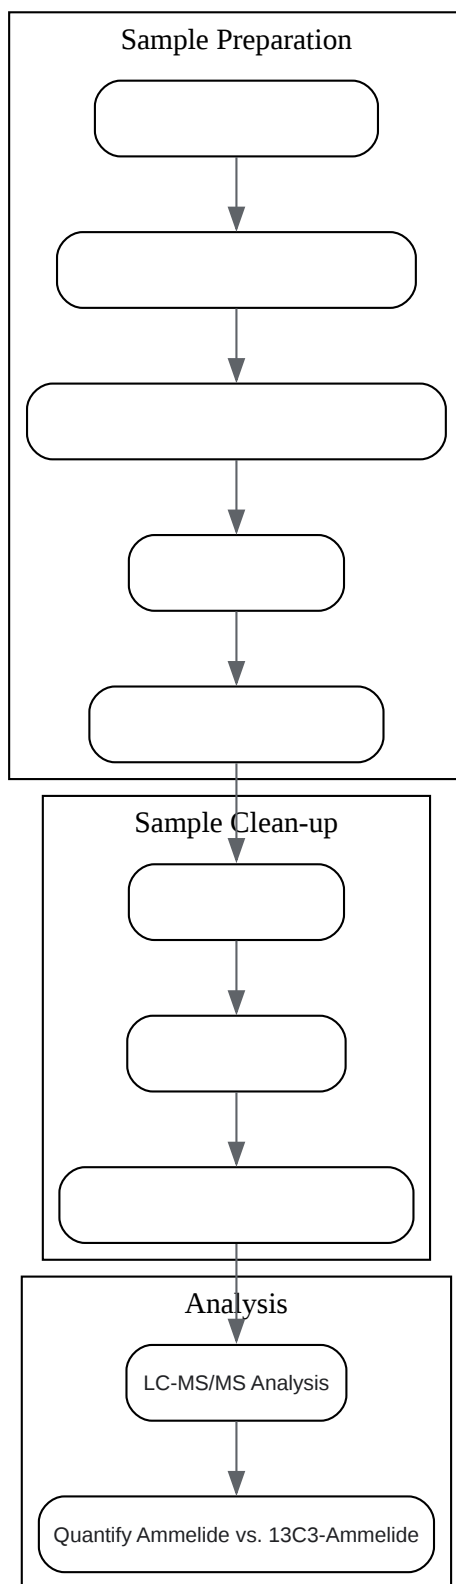 Sample Preparation
Sample Clean-up
Analysis
LC-MS/MS Analysis
Quantify Ammelide vs. 13C3-Ammelide